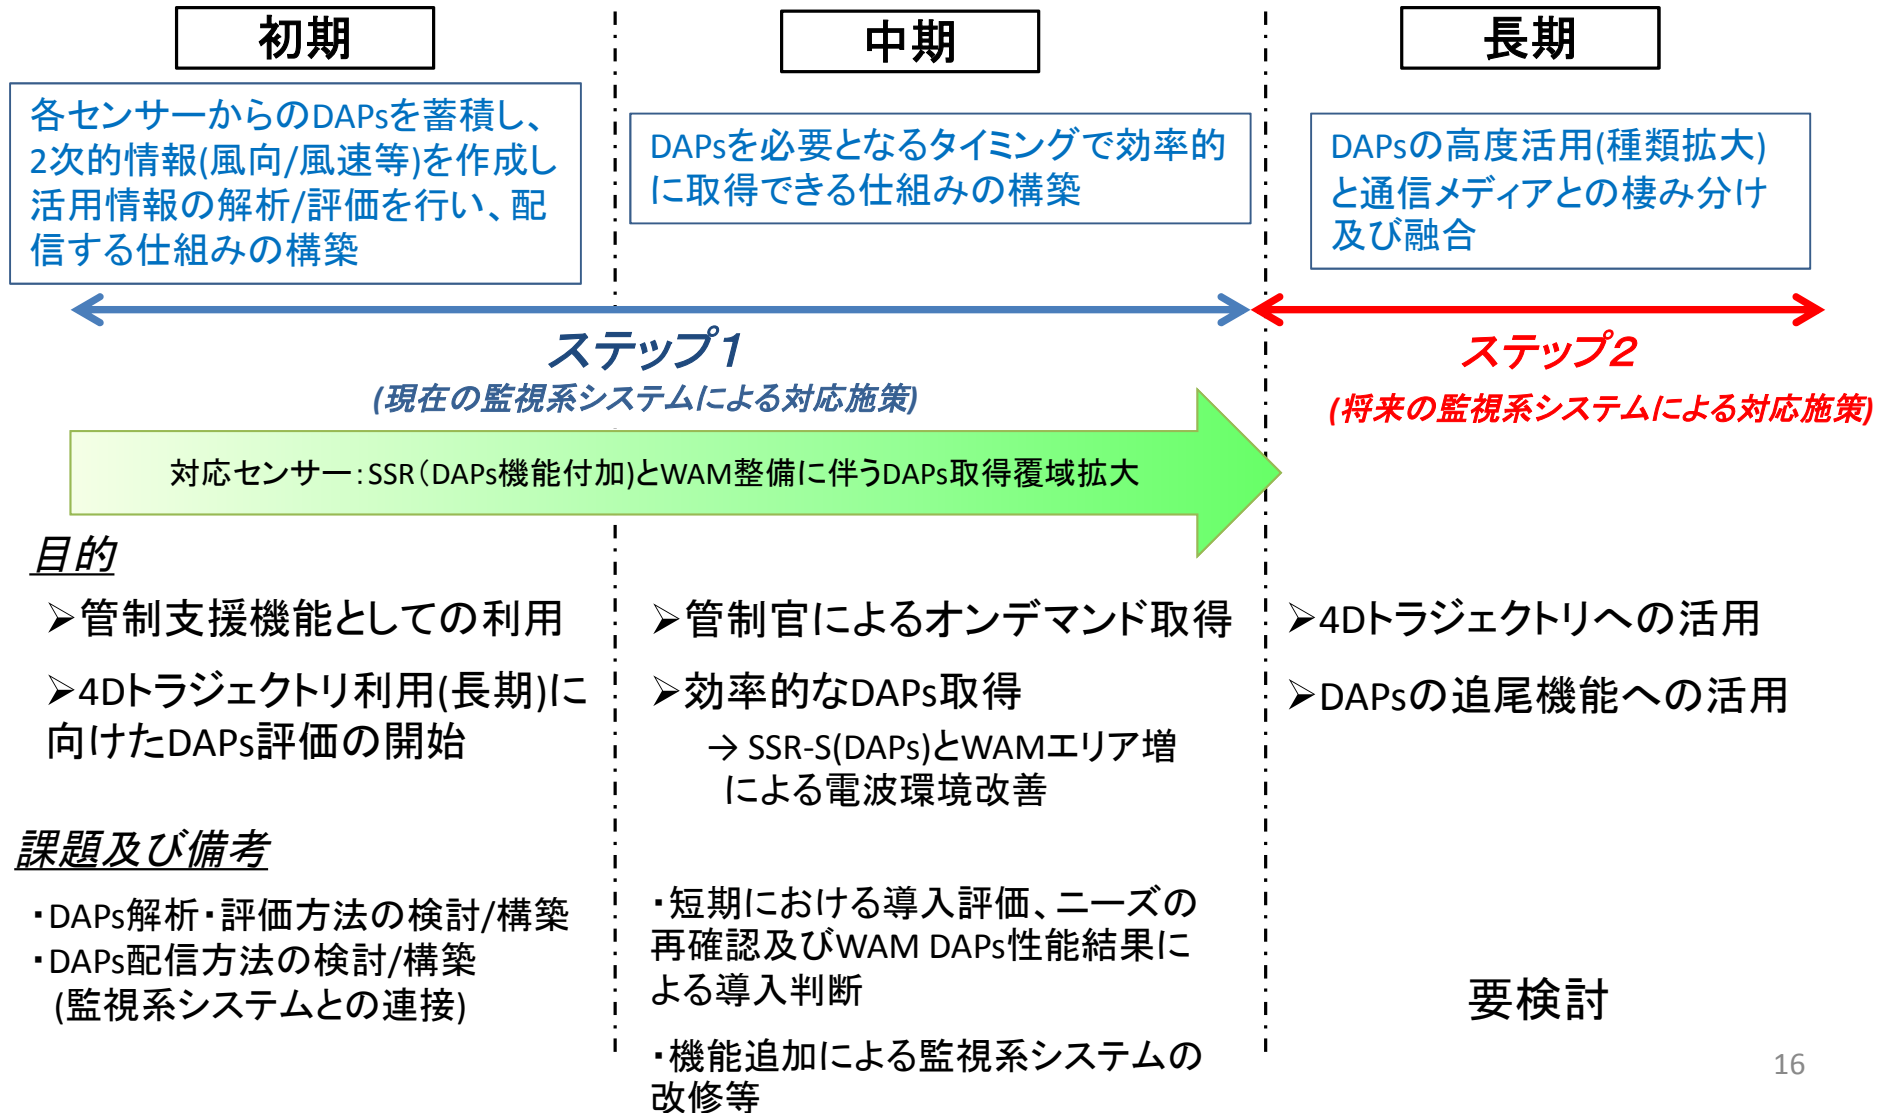 初期
中期
長期
各センサーからのDAPsを蓄積し、
2次的情報(風向/風速等)を作成し
活用情報の解析/評価を行い、配
信する仕組みの構築
DAPsを必要となるタイミングで効率的
に取得できる仕組みの構築
DAPsの高度活用(種類拡大)
と通信メディアとの棲み分け
及び融合
ステップ1
(現在の監視系システムによる対応施策)
ステップ2
(将来の監視系システムによる対応施策)
対応センサー:SSR(DAPs機能付加)とWAM整備に伴うDAPs取得覆域拡大
目的
➢管制支援機能としての利用
➢4Dトラジェクトリ利用(長期)に
向けたDAPs評価の開始
➢管制官によるオンデマンド取得
➢効率的なDAPs取得
→ SSR-S(DAPs)とWAMエリア増
による電波環境改善
➢4Dトラジェクトリへの活用
➢DAPsの追尾機能への活用
課題及び備考
・DAPs解析・評価方法の検討/構築
・DAPs配信方法の検討/構築
(監視系システムとの連接)
・短期における導入評価、ニーズの
再確認及びWAM DAPs性能結果に
よる導入判断
・機能追加による監視系システムの
改修等
要検討
16